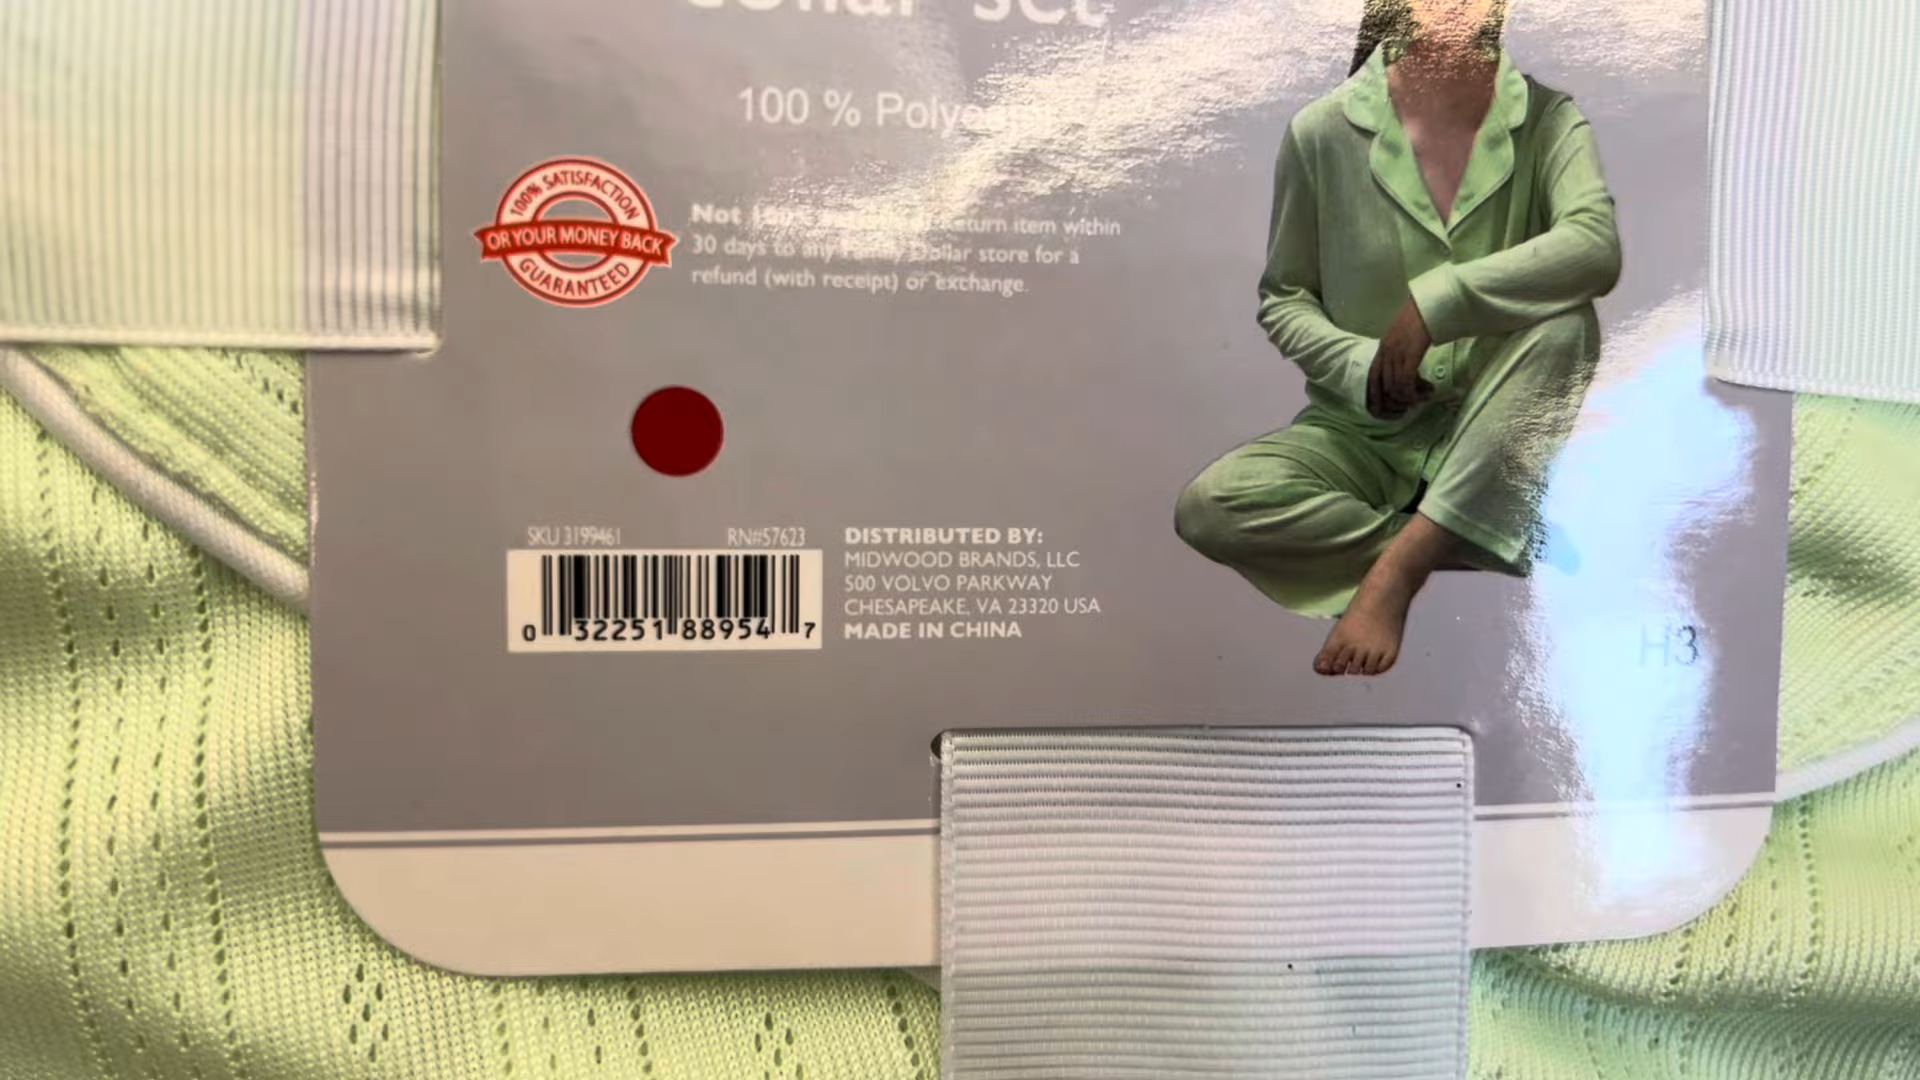 100 % Polyester
100% SATISFACTION
OR YOUR MONEY BACK
GUARANTEED
Not return item within
30 days to any Family Dollar store for a
refund (with receipt) or exchange.
SKU 3199461 RN#57623
0 32251 88954 7
DISTRIBUTED BY:
MIDWOOD BRANDS, LLC
500 VOLVO PARKWAY
CHESAPEAKE, VA 23320 USA
MADE IN CHINA
H3